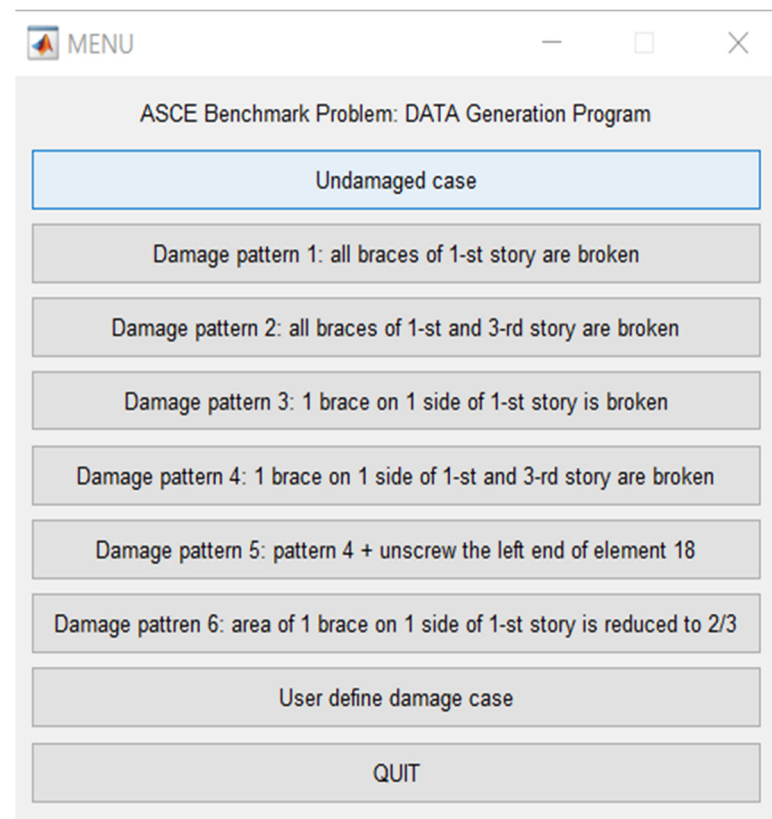 MENU
ASCE Benchmark Problem: DATA Generation Program
Undamaged case
Damage pattern 1: all braces of 1-st story are broken
Damage pattern 2: all braces of 1-st and 3-rd story are broken
Damage pattern 3: 1 brace on 1 side of 1-st story is broken
Damage pattern 4: 1 brace on 1 side of 1-st and 3-rd story are broken
Damage pattern 5: pattern 4 + unscrew the left end of element 18
Damage pattren 6: area of 1 brace on 1 side of 1-st story is reduced to 2/3
User define damage case
QUIT